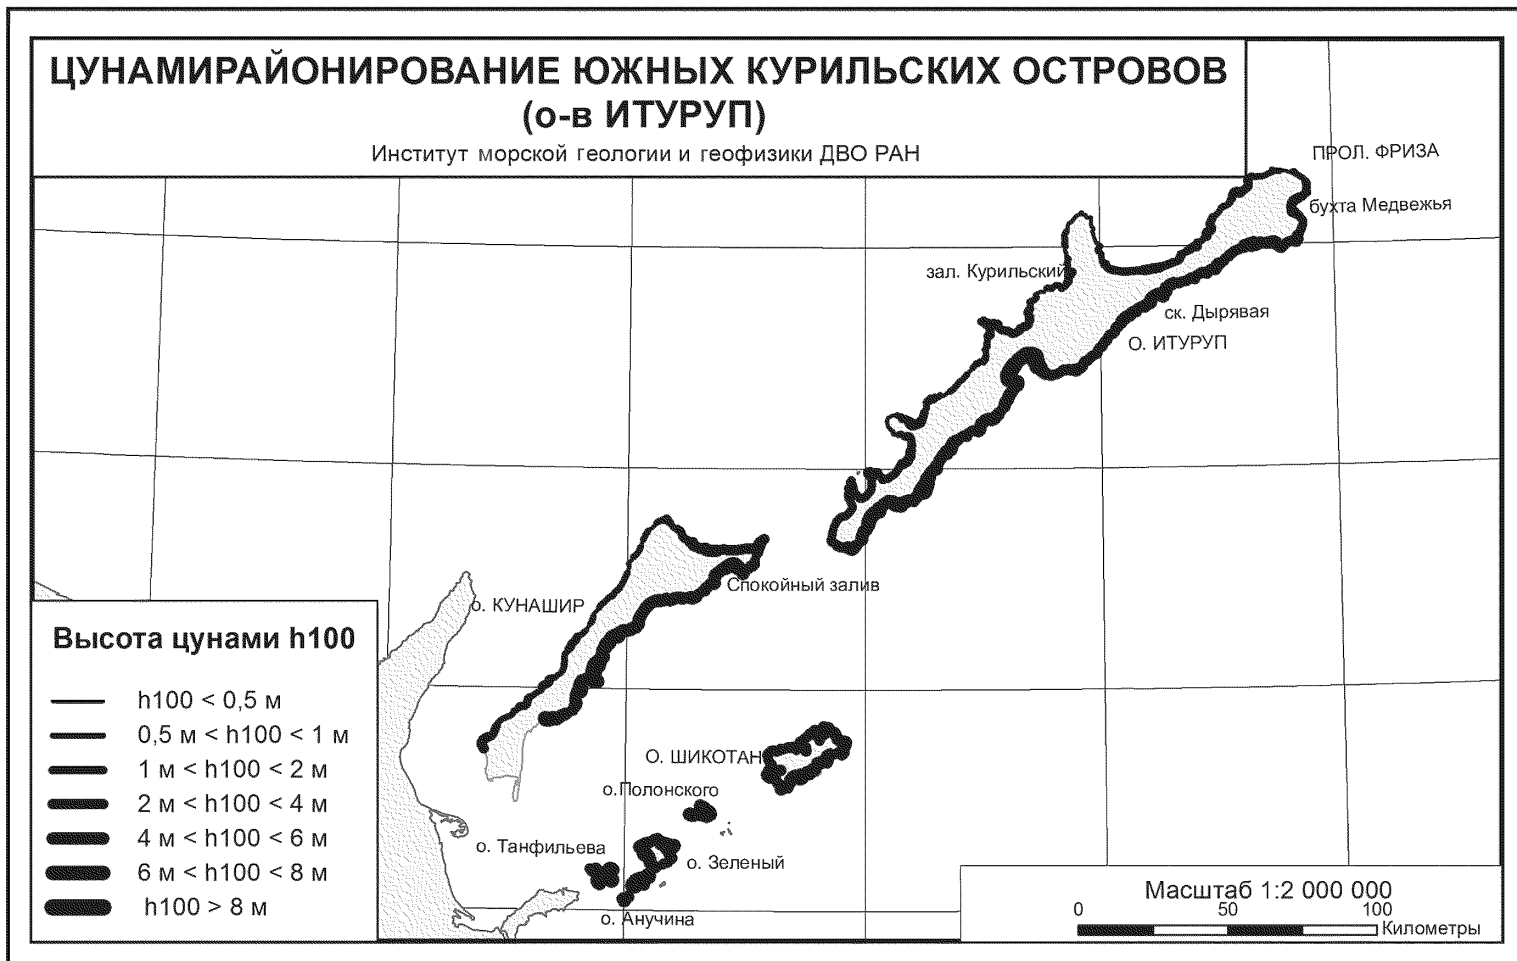 ЦУНАМИРАЙОНИРОВАНИЕ ЮЖНЫХ КУРИЛЬСКИХ ОСТРОВОВ
(о-в ИТУРУП)
Институт морской геологии и геофизики ДВО РАН
ПРОЛ. ФРИЗА
бухта Медвежья
зал. Курильский
ск. Дырявая
О. ИТУРУП
Спокойный залив
о. КУНАШИР
О. ШИКОТАН
о.Полонского
о. Танфильева
о. Зеленый
о. Анучина
Высота цунами h100
h100 < 0,5 м
0,5 м < h100 < 1 м
1 м < h100 < 2 м
2 м < h100 < 4 м
4 м < h100 < 6 м
6 м < h100 < 8 м
h100 > 8 м
Масштаб 1:2 000 000
0 50 100
Километры